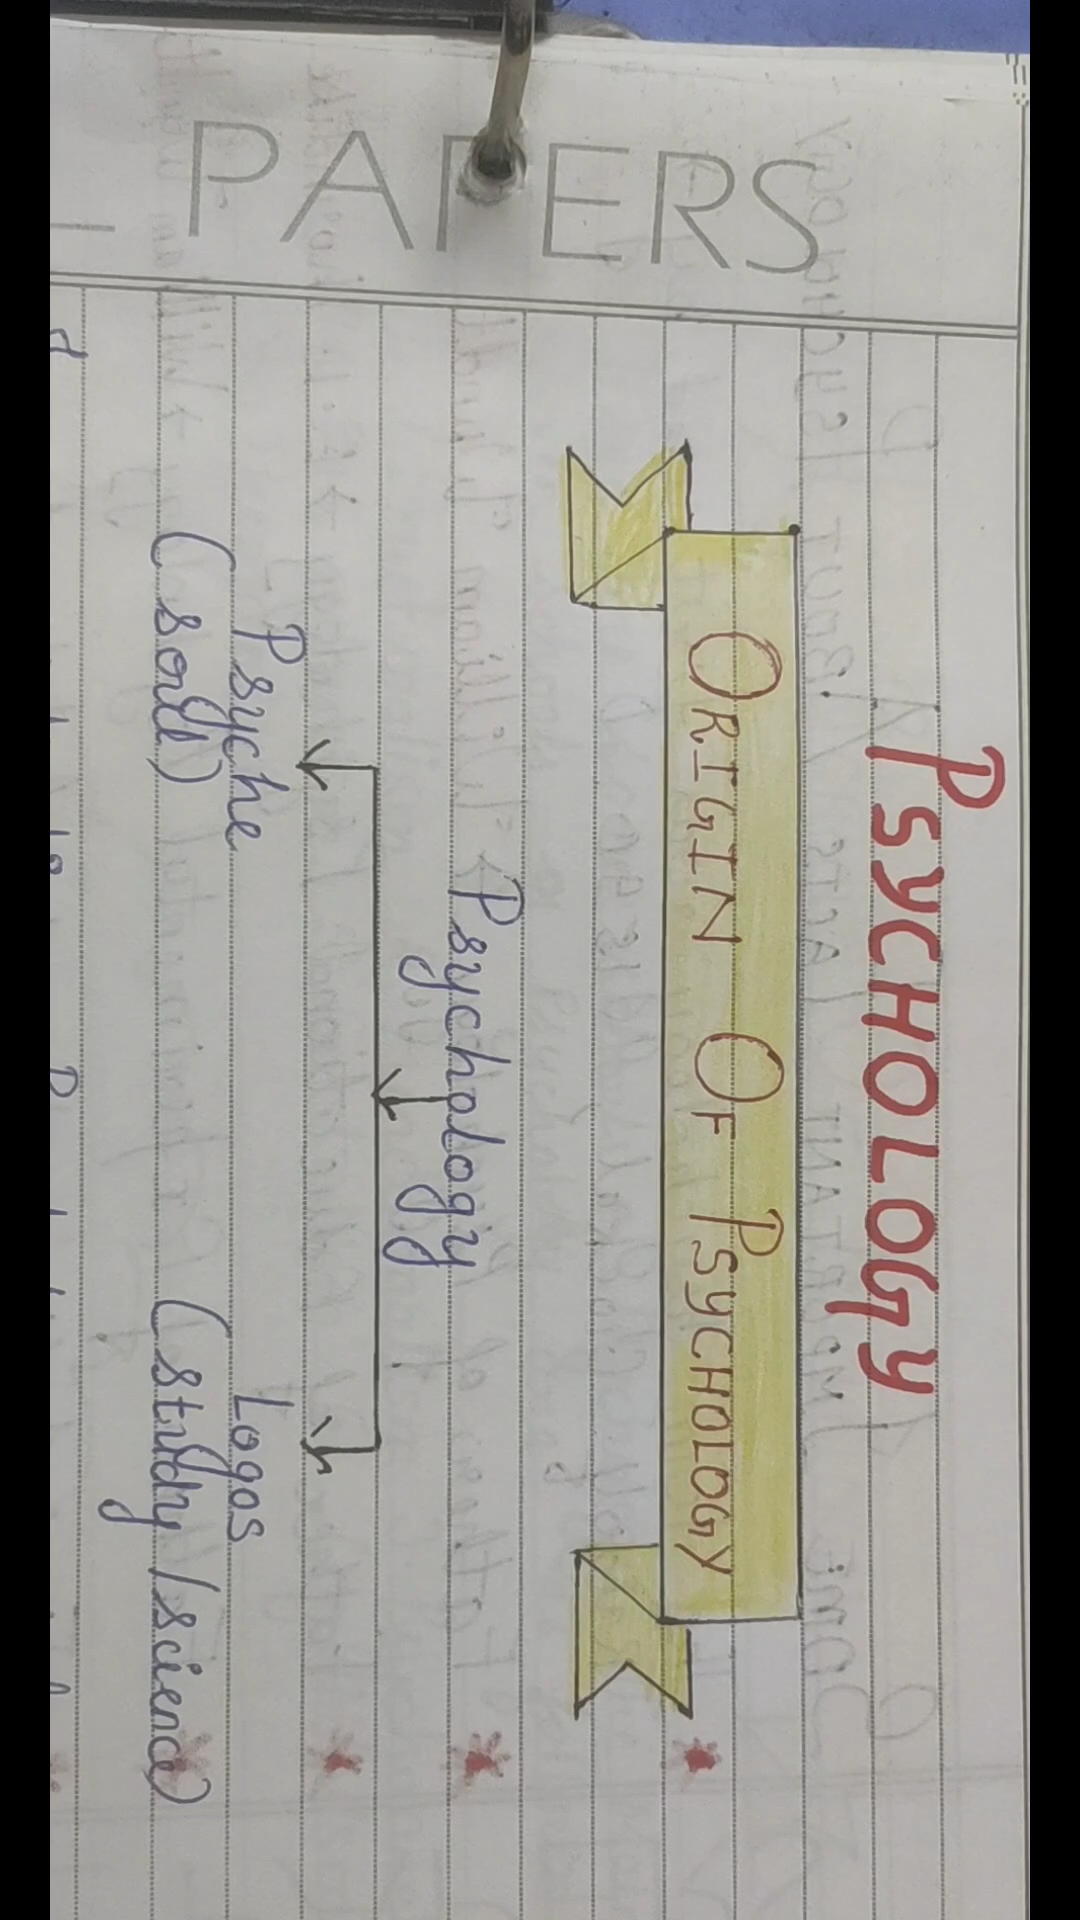 PAPERS
PSYCHOLOGY
ORIGIN OF PSYCHOLOGY
Psychology
Psyche Logos
(soul) (study/science)